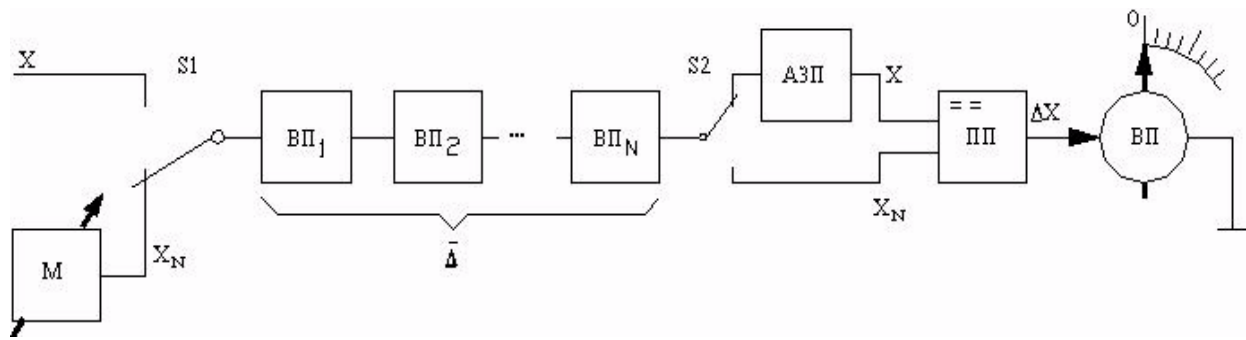 X
S1
ВП1
ВП2
...
ВПN
S2
АЗП
X
= =
ПП
ΔX
0
ВП
XN
Δ̄
M
XN